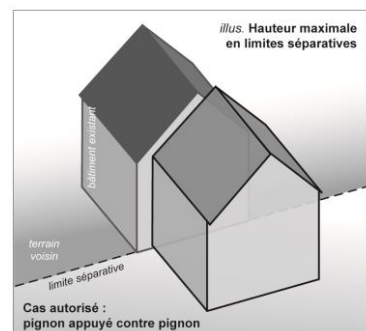 illus. Hauteur maximale
en limites séparatives
bâtiment existant
terrain
voisin
limite séparative
Cas autorisé :
pignon appuyé contre pignon